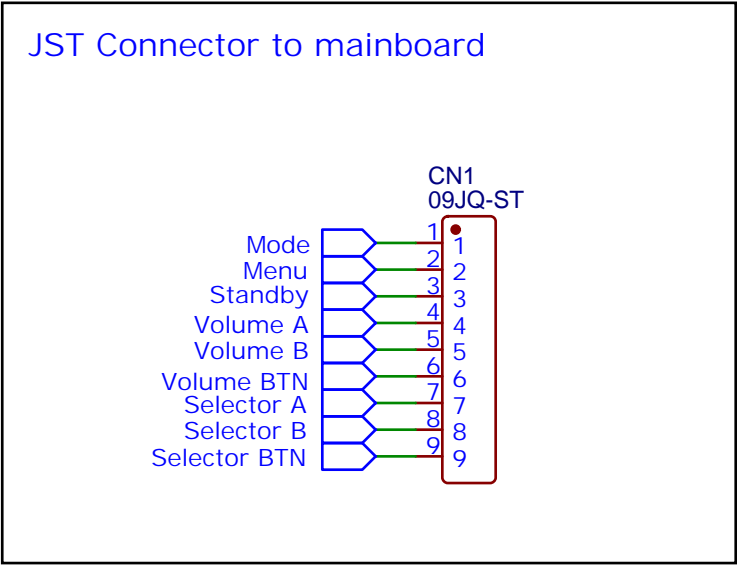 JST Connector to mainboard
CN1
09JQ-ST
Mode 1 1
Menu 2 2
Standby 3 3
Volume A 4 4
Volume B 5 5
Volume BTN 6 6
Selector A 7 7
Selector B 8 8
Selector BTN 9 9